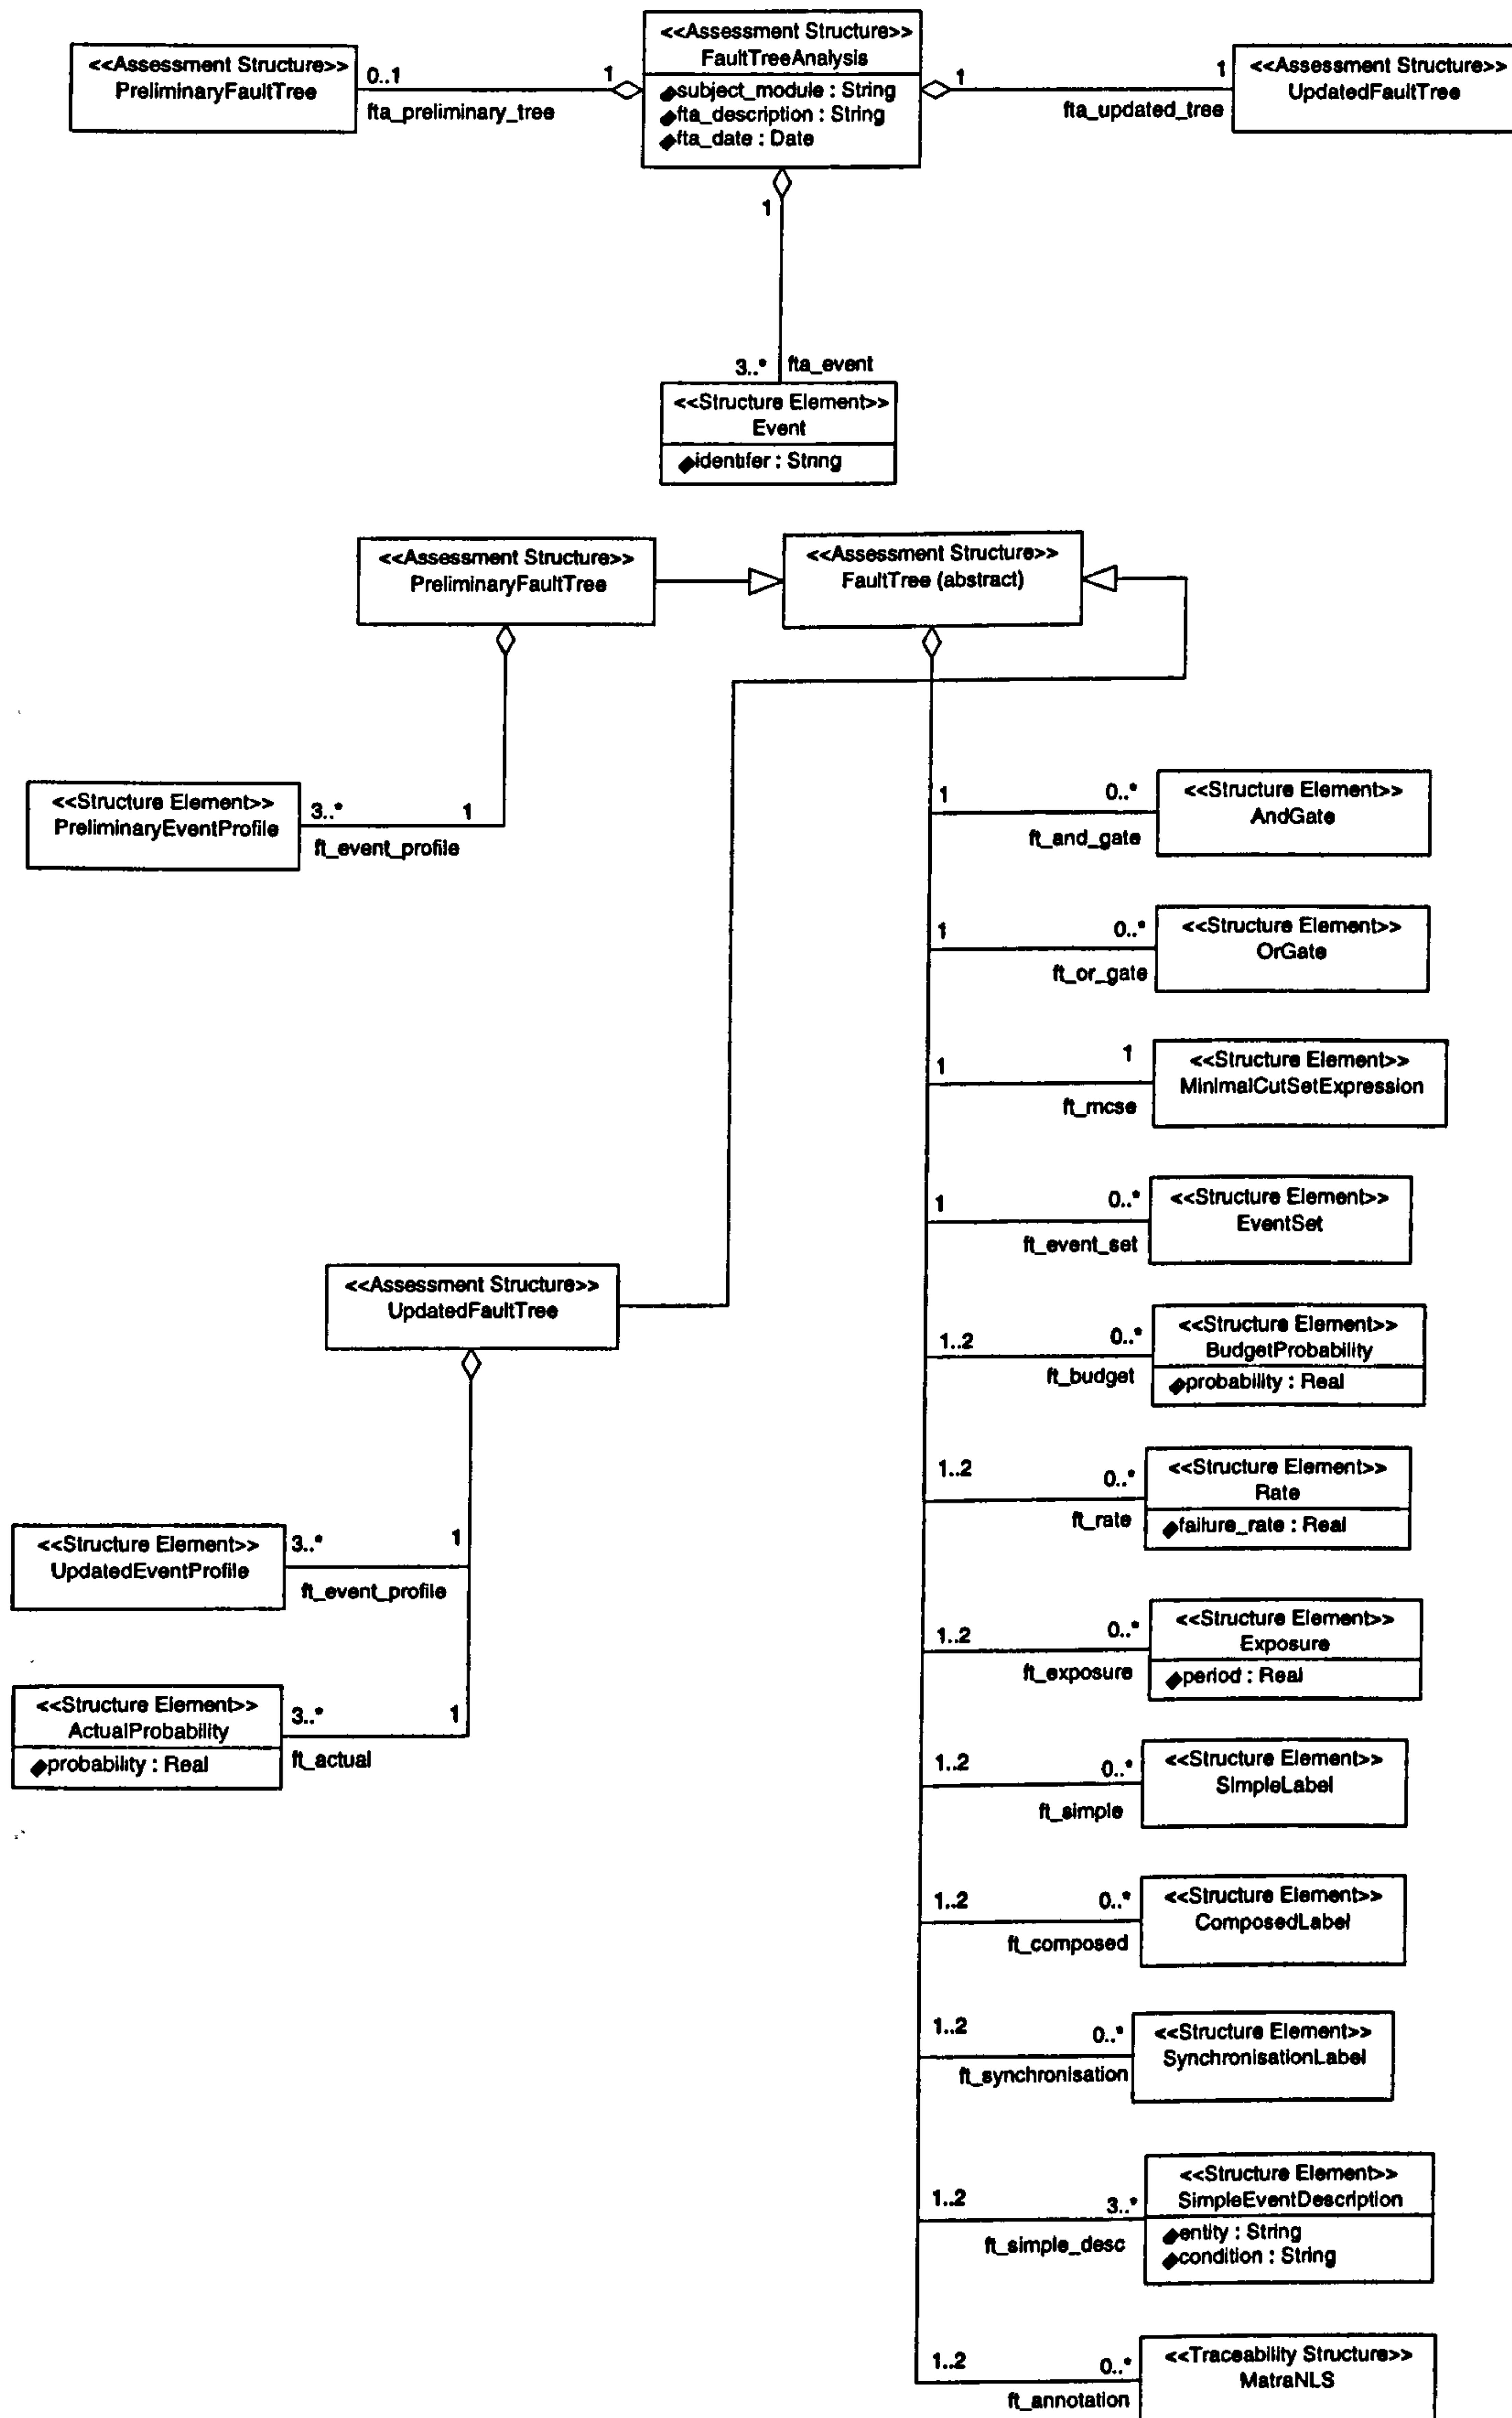 <<Assessment Structure>>
PreliminaryFaultTree
0..1
1
fta_preliminary_tree
<<Assessment Structure>>
FaultTreeAnalysis
subject_module : String
fta_description : String
fta_date : Date
1
1
fta_updated_tree
<<Assessment Structure>>
UpdatedFaultTree
1
3..*
fta_event
<<Structure Element>>
Event
identifer : String
<<Assessment Structure>>
PreliminaryFaultTree
<<Assessment Structure>>
FaultTree (abstract)
<<Structure Element>>
PreliminaryEventProfile
3..*
1
ft_event_profile
1
0..*
ft_and_gate
<<Structure Element>>
AndGate
1
0..*
ft_or_gate
<<Structure Element>>
OrGate
1
1
ft_mcse
<<Structure Element>>
MinimalCutSetExpression
1
0..*
ft_event_set
<<Structure Element>>
EventSet
<<Assessment Structure>>
UpdatedFaultTree
1..2
0..*
ft_budget
<<Structure Element>>
BudgetProbability
probability : Real
1..2
0..*
ft_rate
<<Structure Element>>
Rate
failure_rate : Real
<<Structure Element>>
UpdatedEventProfile
3..*
1
ft_event_profile
1..2
0..*
ft_exposure
<<Structure Element>>
Exposure
period : Real
<<Structure Element>>
ActualProbability
probability : Real
3..*
1
ft_actual
1..2
0..*
ft_simple
<<Structure Element>>
SimpleLabel
1..2
0..*
ft_composed
<<Structure Element>>
ComposedLabel
1..2
0..*
ft_synchronisation
<<Structure Element>>
SynchronisationLabel
1..2
3..*
ft_simple_desc
<<Structure Element>>
SimpleEventDescription
entity : String
condition : String
1..2
0..*
ft_annotation
<<Traceability Structure>>
MatraNLS